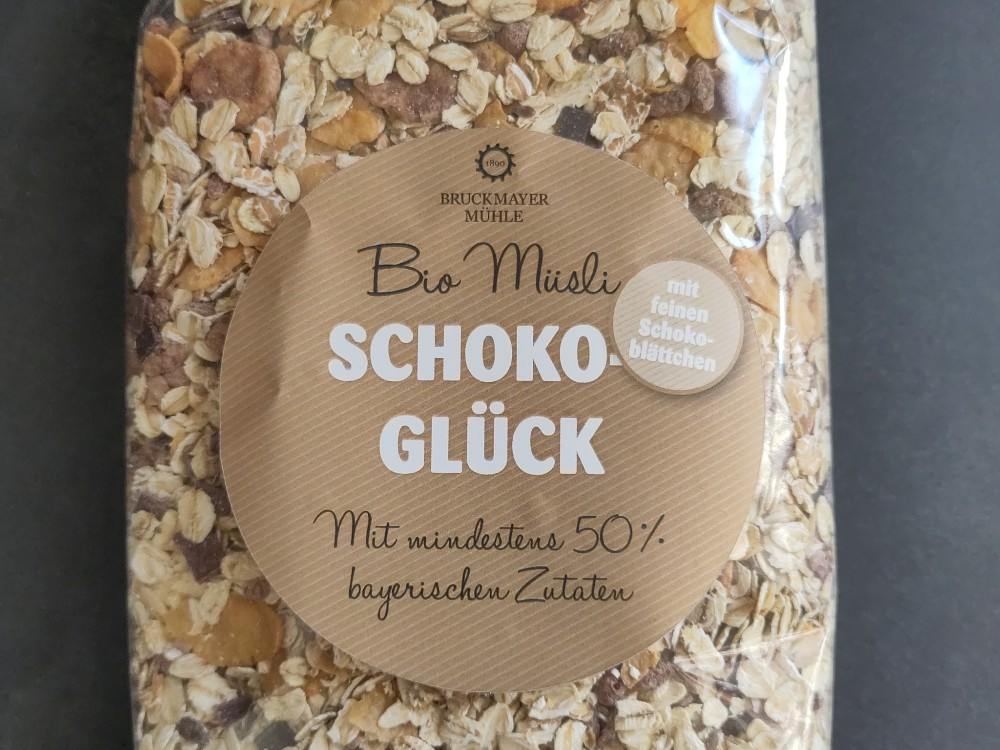 1890
BRUCKMAYER
MÜHLE
Bio Müsli
SCHOKO-
GLÜCK
mit
feinen
Schoko-
blättchen
Mit mindestens 50%
bayerischen Zutaten